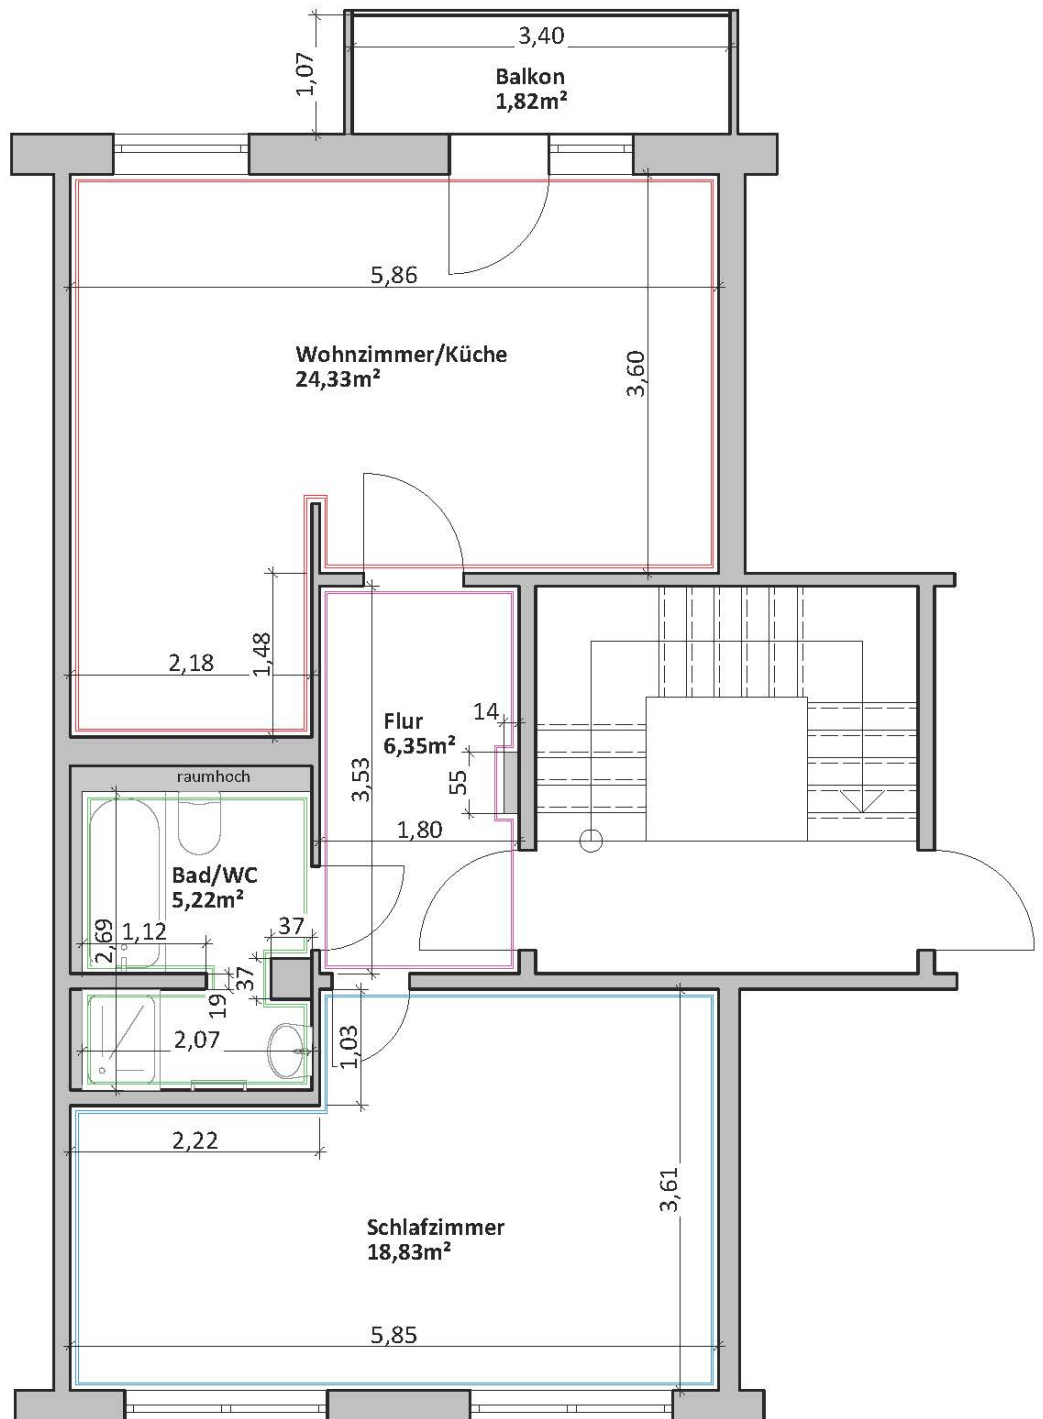 3,40
1,07
Balkon
1,82m²
5,86
Wohnzimmer/Küche
24,33m²
3,60
1,48
2,18
Flur
6,35m²
14
3,53
55
1,80
raumhoch
Bad/WC
5,22m²
2,69
1,12
37
37
19
2,07
1,03
2,22
3,61
Schlafzimmer
18,83m²
5,85